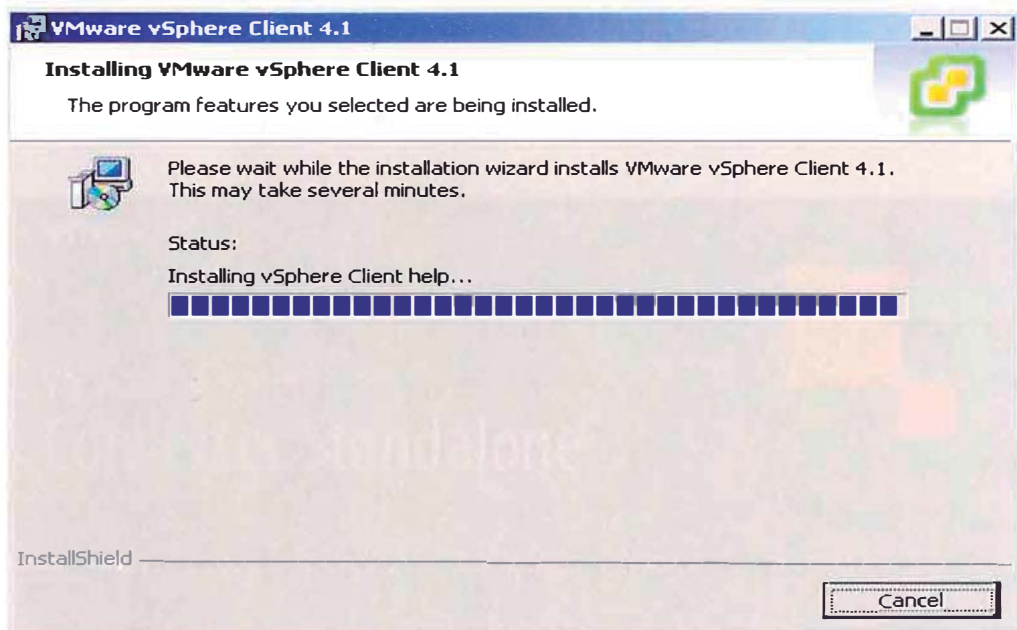 VMware vSphere Client 4.1
Installing VMware vSphere Client 4.1
The program features you selected are being installed.
Please wait while the installation wizard installs VMware vSphere Client 4.1.
This may take several minutes.
Status:
Installing vSphere Client help...
standalone
InstallShield
Cancel